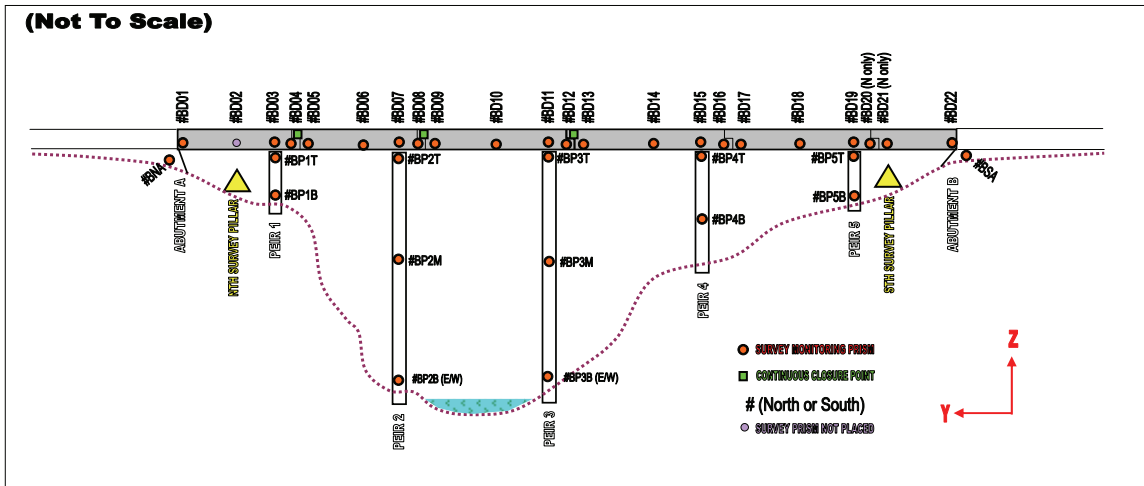 (Not To Scale)
#BD01
#BD02
#BD03
#BD04
#BD05
#BD06
#BD07
#BD08
#BD09
#BD10
#BD11
#BD12
#BD13
#BD14
#BD15
#BD16
#BD17
#BD18
#BD19
#BD20 (N only)
#BD21 (N only)
#BD22
#BNA
ABUTMENT A
NTH SURVEY PILLAR
#BP1T
#BP1B
PEIR 1
#BP2T
#BP2M
#BP2B (E/W)
PEIR 2
#BP3T
#BP3M
#BP3B (E/W)
PEIR 3
#BP4T
#BP4B
PEIR 4
#BP5T
#BP5B
PEIR 5
STH SURVEY PILLAR
ABUTMENT B
#BSA
SURVEY MONITORING PRISM
CONTINUOUS CLOSURE POINT
# (North or South)
SURVEY PRISM NOT PLACED
Z
Y